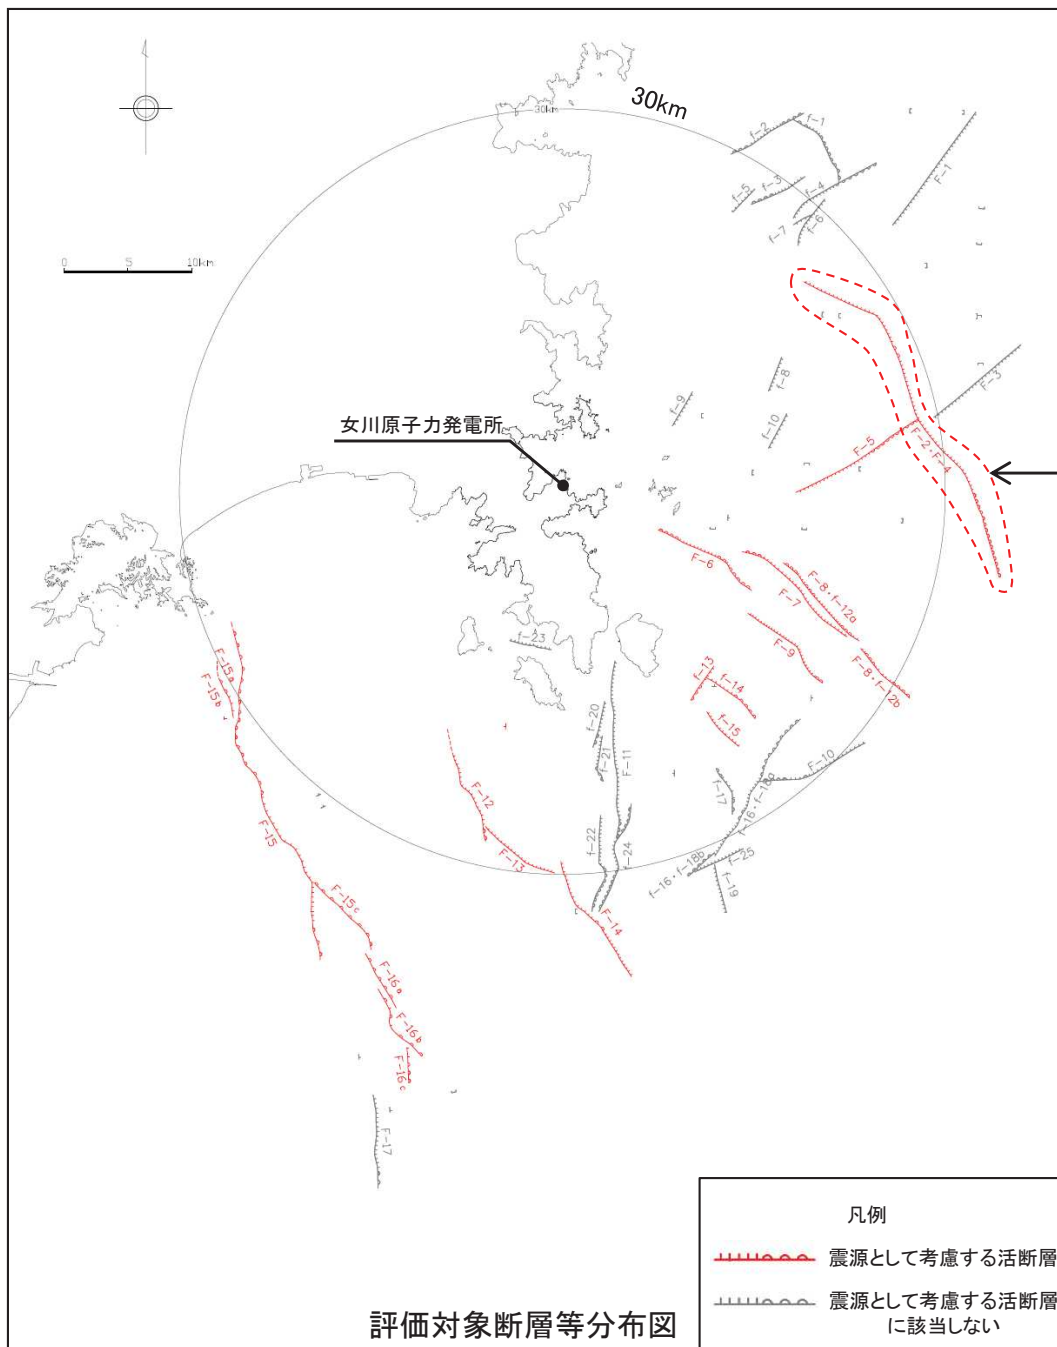 30km
30km
f-2
f-1
f-5
f-3
f-4
f-7
f-6
F-1
0 5 10km
f-8
f-9
f-10
F-3
F-5
F-2・F-4
女川原子力発電所
F-6
F-7
F-8・f-12a
F-9
F-8・f-12b
f-13
f-14
f-15
f-23
F-15a
F-15b
f-20
f-21
F-11
F-10
f-17
f-16・f-18a
F-12
F-15
f-22
f-24
F-13
f-16・f-18b
f-25
f-19
F-15c
F-14
F-16a
F-16b
F-16c
F-17
凡例
震源として考慮する活断層
震源として考慮する活断層
に該当しない
評価対象断層等分布図